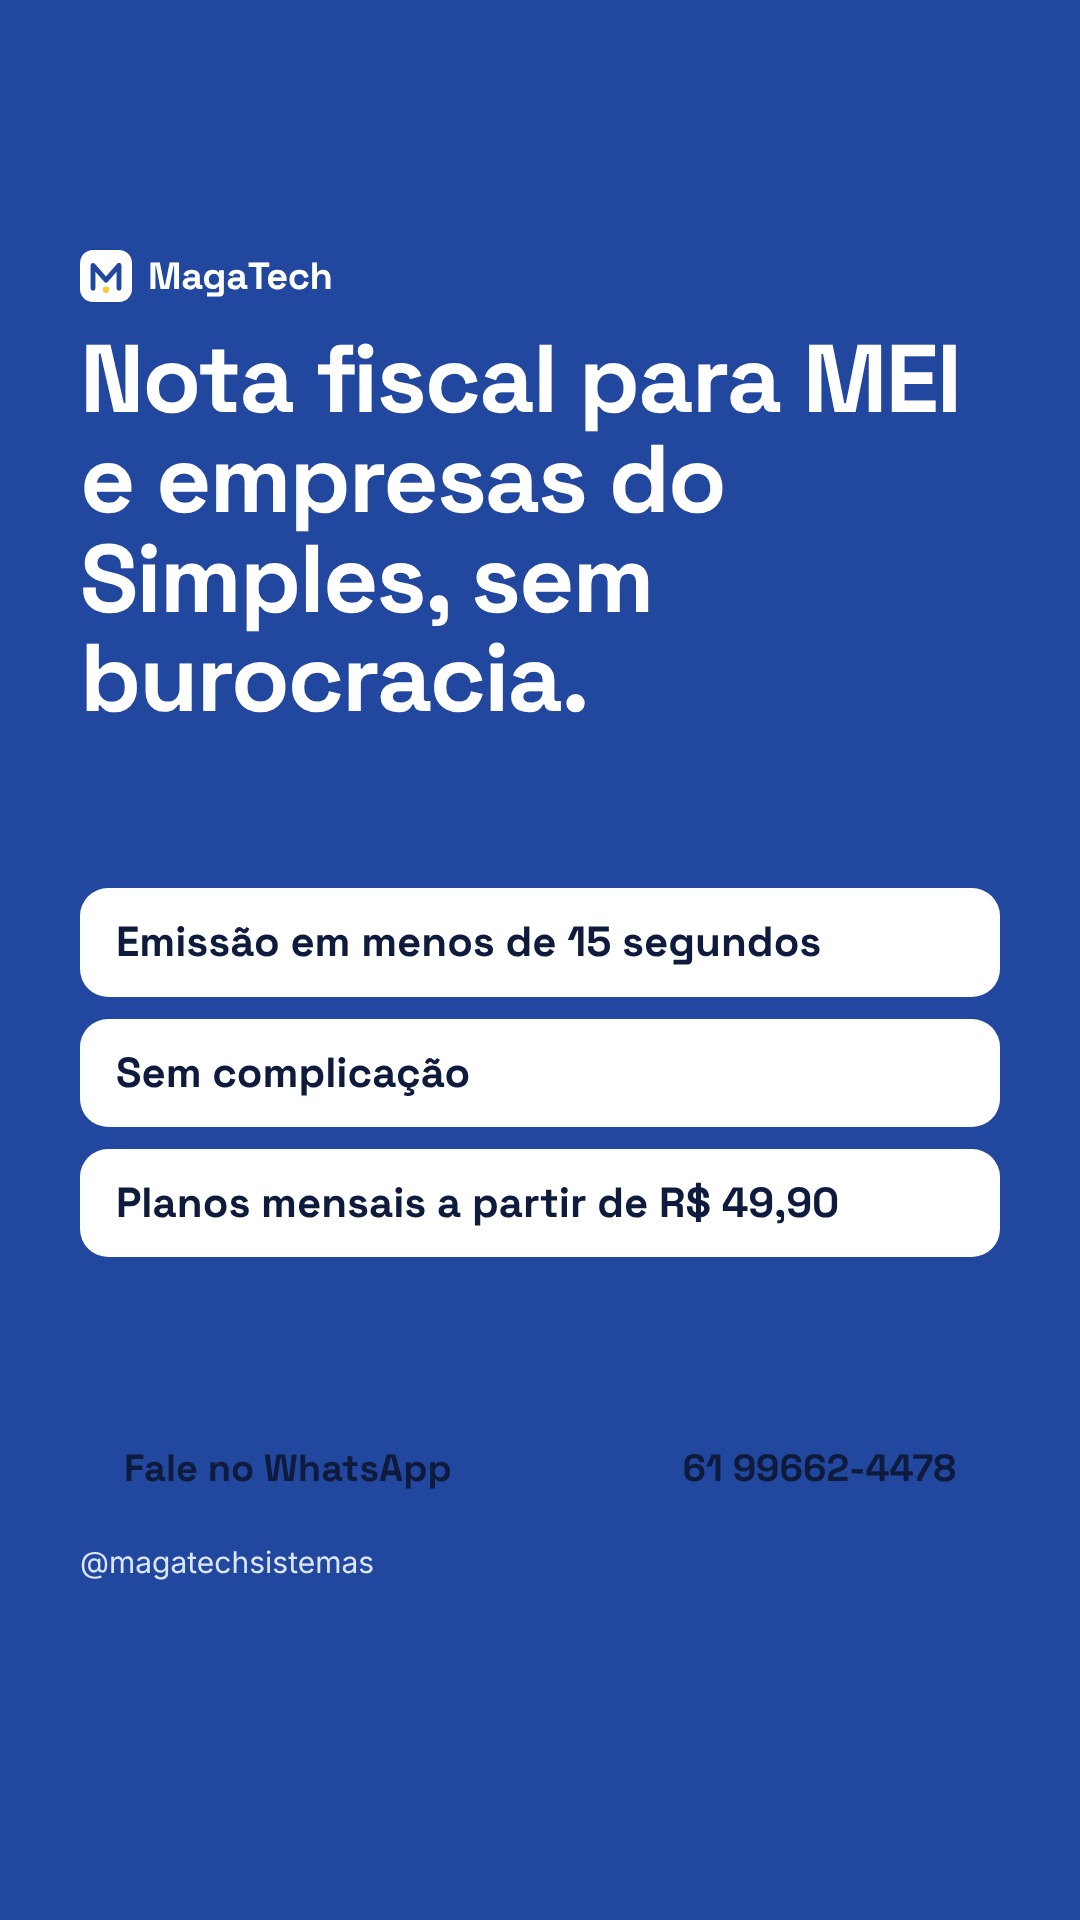 MagaTech
Nota fiscal para MEI
e empresas do
Simples, sem
burocracia.
Emissão em menos de 15 segundos
Sem complicação
Planos mensais a partir de R$ 49,90
Fale no WhatsApp 61 99662-4478
@magatechsistemas